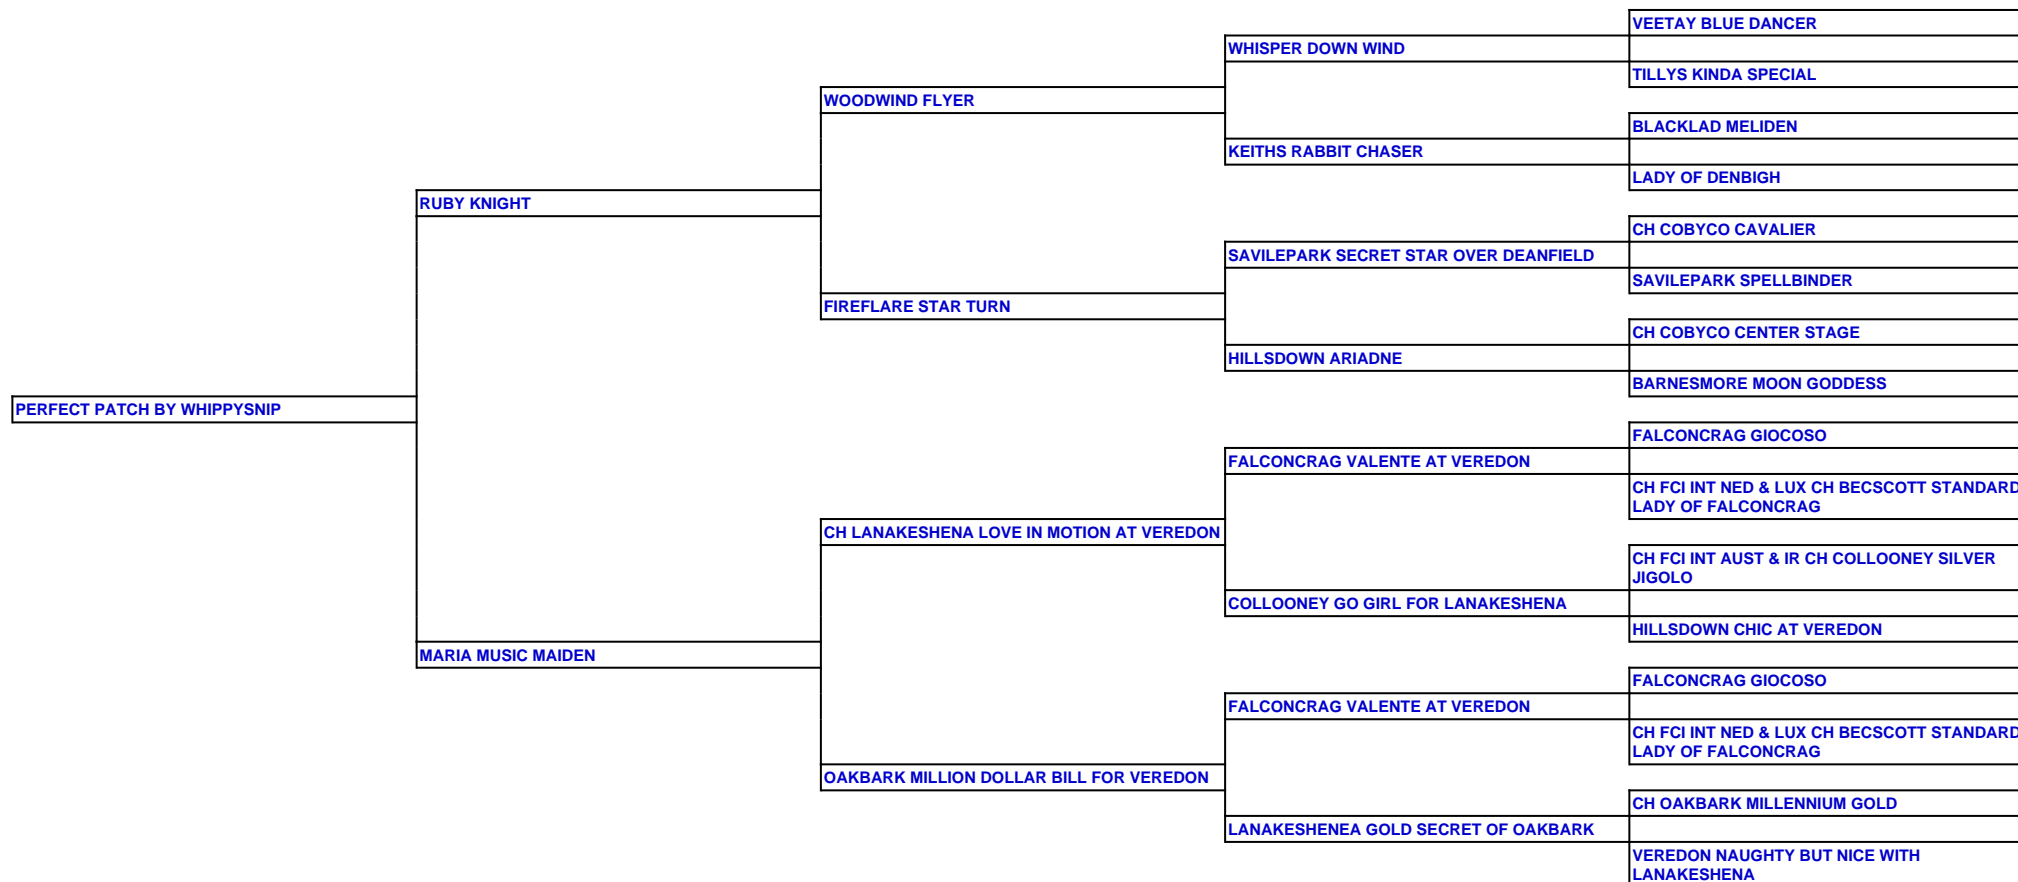 VEETAY BLUE DANCER
WHISPER DOWN WIND
TILLYS KINDA SPECIAL
WOODWIND FLYER
BLACKLAD MELIDEN
KEITHS RABBIT CHASER
LADY OF DENBIGH
RUBY KNIGHT
CH COBYCO CAVALIER
SAVILEPARK SECRET STAR OVER DEANFIELD
SAVILEPARK SPELLBINDER
FIREFLARE STAR TURN
CH COBYCO CENTER STAGE
HILLSDOWN ARIADNE
BARNESMORE MOON GODDESS
PERFECT PATCH BY WHIPPYSNIP
FALCONCRAG GIOCOSO
FALCONCRAG VALENTE AT VEREDON
CH FCI INT NED & LUX CH BECSCOTT STANDARD
LADY OF FALCONCRAG
CH LANAKESHENA LOVE IN MOTION AT VEREDON
CH FCI INT AUST & IR CH COLLOONEY SILVER
JIGOLO
COLLOONEY GO GIRL FOR LANAKESHENA
HILLSDOWN CHIC AT VEREDON
MARIA MUSIC MAIDEN
FALCONCRAG GIOCOSO
FALCONCRAG VALENTE AT VEREDON
CH FCI INT NED & LUX CH BECSCOTT STANDARD
LADY OF FALCONCRAG
OAKBARK MILLION DOLLAR BILL FOR VEREDON
CH OAKBARK MILLENNIUM GOLD
LANAKESHENEA GOLD SECRET OF OAKBARK
VEREDON NAUGHTY BUT NICE WITH
LANAKESHENA